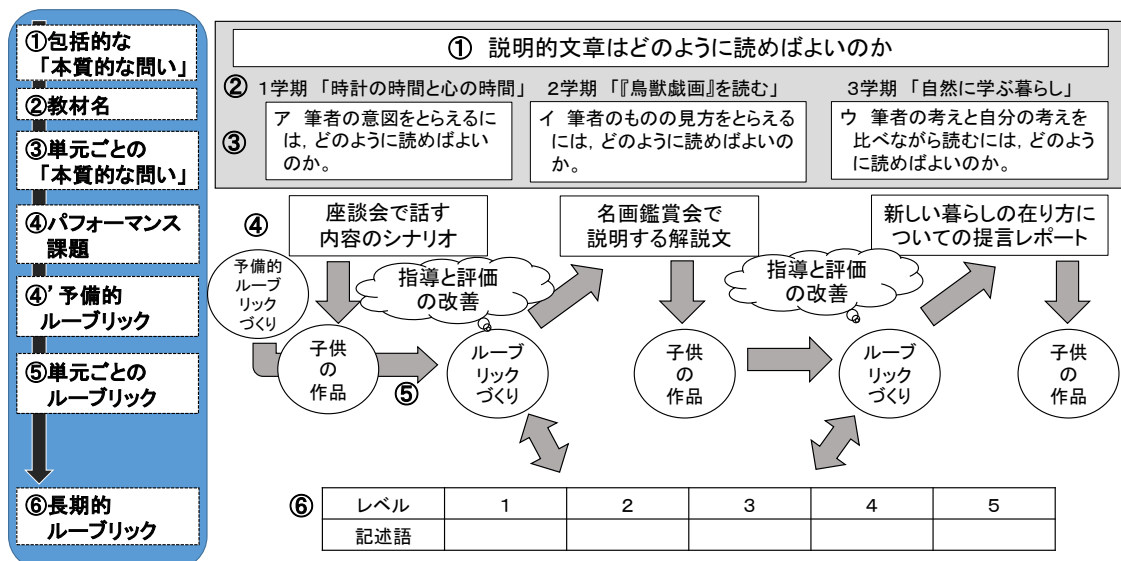 ①包括的な
「本質的な問い」
②教材名
③単元ごとの
「本質的な問い」
④パフォーマンス
課題
④’予備的
ルーブリック
⑤単元ごとの
ルーブリック
⑥長期的
ルーブリック
① 説明的文章はどのように読めばよいのか
② 1学期 「時計の時間と心の時間」 2学期 「『鳥獣戯画』を読む」 3学期 「自然に学ぶ暮らし」
③
ア 筆者の意図をとらえるに
は，どのように読めばよい
のか。
イ 筆者のものの見方をとらえ
るには，どのように読めばよいの
か。
ウ 筆者の考えと自分の考えを
比べながら読むには，どのよう
に読めばよいのか。
④
座談会で話す
内容のシナリオ
名画鑑賞会で
説明する解説文
新しい暮らしの在り方に
ついての提言レポート
予備的
ルーブ
リック
づくり
指導と評価
の改善
指導と評価
の改善
子供
の
作品
⑤
ルーブ
リック
づくり
子供
の
作品
ルーブ
リック
づくり
子供
の
作品
⑥
レベル 1 2 3 4 5
記述語